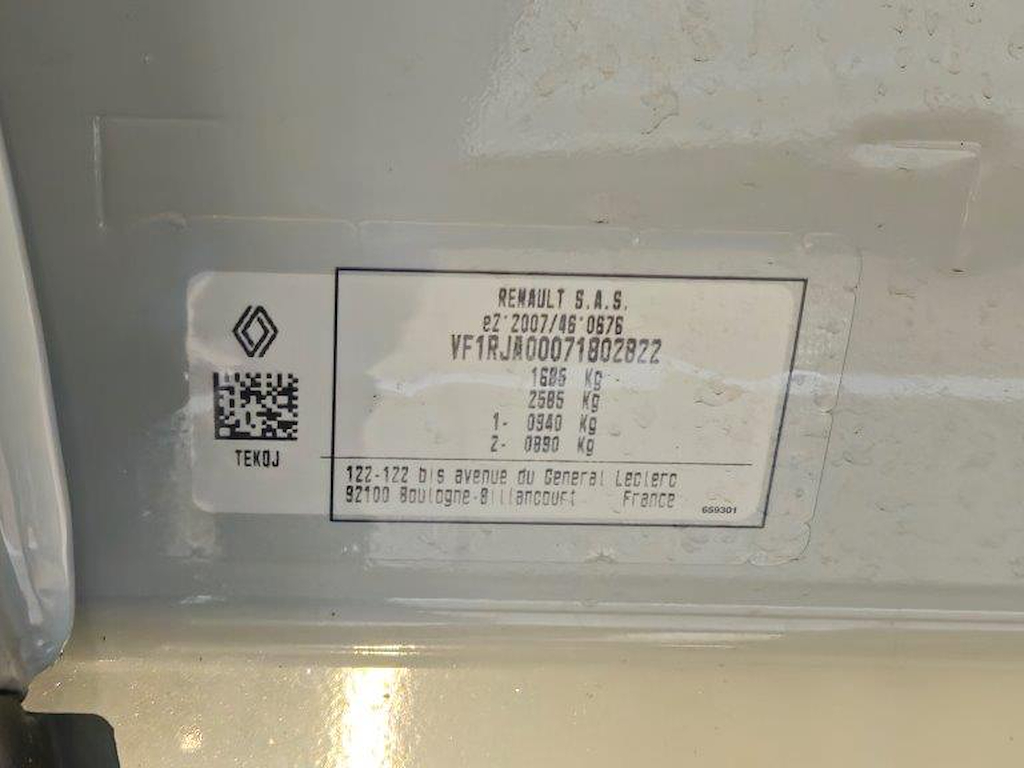 RENAULT S.A.S.
e2*2007/46*0676
VF1RJA00071802822
1685 Kg
2585 Kg
1- 0940 Kg
2- 0890 Kg
TEKOJ
122-122 bis avenue du General Leclerc
92100 Boulogne-Billancourt France
659301